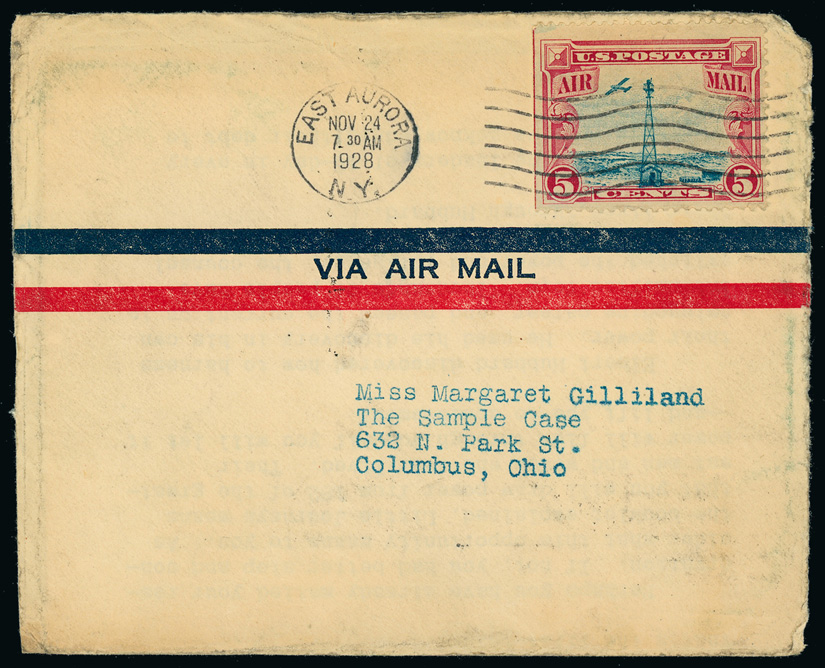 U.S. POSTAGE
AIR MAIL
5 CENTS 5
EAST AURORA
NOV 24
7.30 AM
1928
N.Y.
VIA AIR MAIL
Miss Margaret Gilliland
The Sample Case
632 N. Park St.
Columbus, Ohio